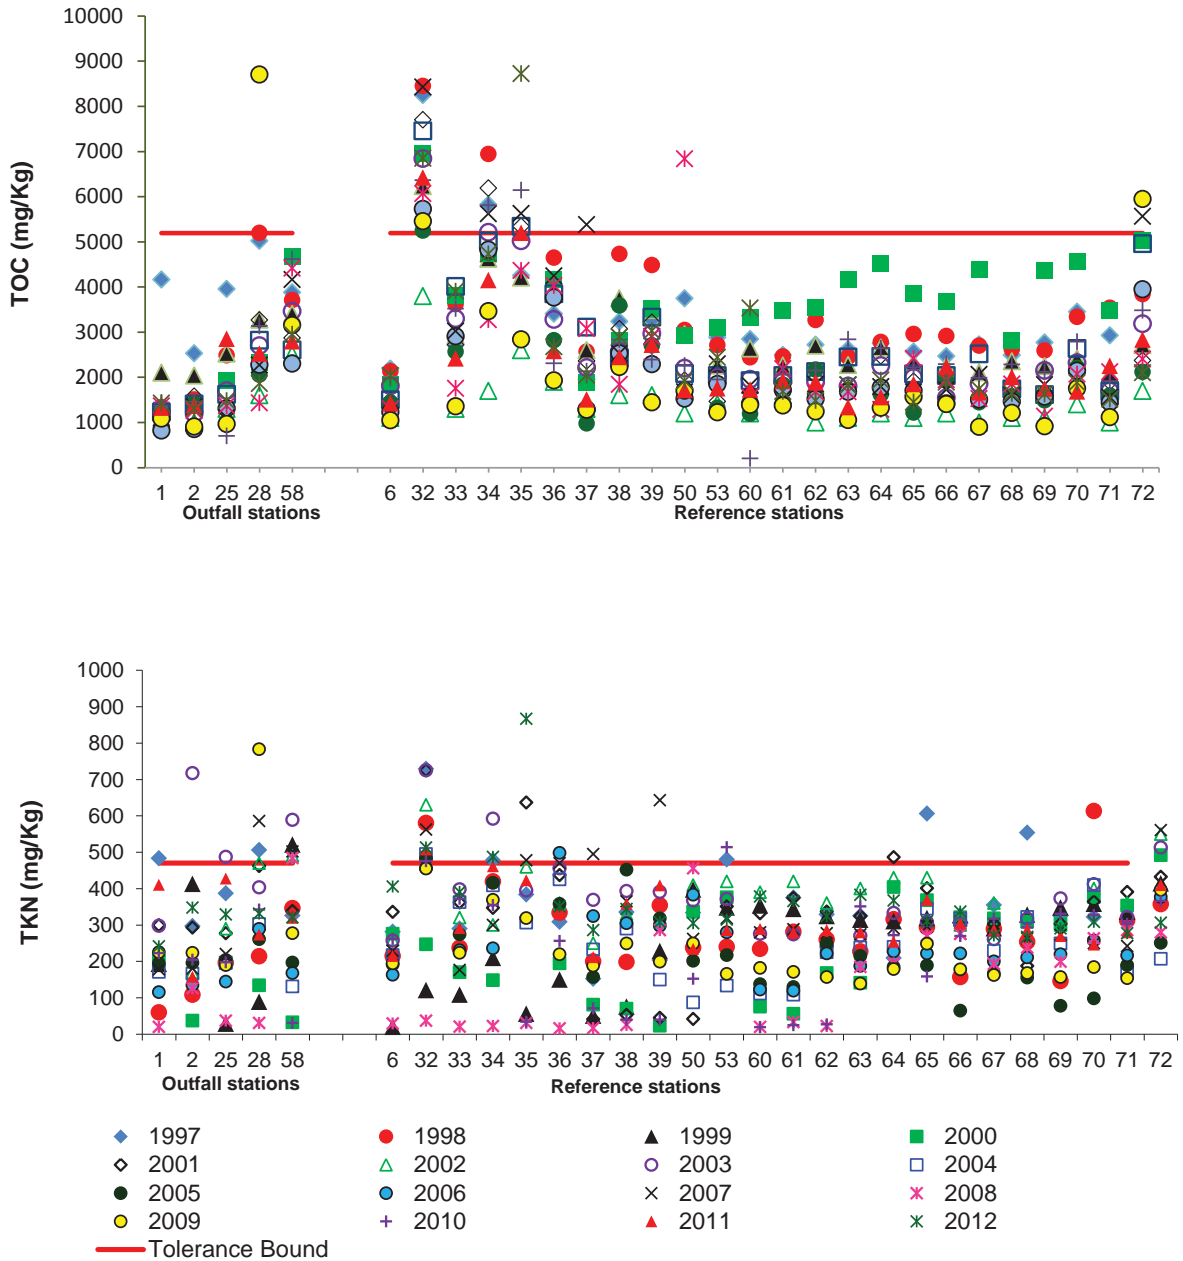 TOC (mg/Kg)
10000
9000
8000
7000
6000
5000
4000
3000
2000
1000
0
1 2 25 28 58 6 32 33 34 35 36 37 38 39 50 53 60 61 62 63 64 65 66 67 68 69 70 71 72
Outfall stations Reference stations
TKN (mg/Kg)
1000
900
800
700
600
500
400
300
200
100
0
1 2 25 28 58 6 32 33 34 35 36 37 38 39 50 53 60 61 62 63 64 65 66 67 68 69 70 71 72
Outfall stations Reference stations
1997 1998 1999 2000
2001 2002 2003 2004
2005 2006 2007 2008
2009 2010 2011 2012
Tolerance Bound